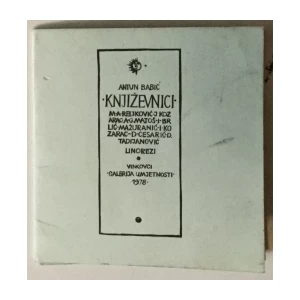 ANTUN BABIĆ
·KNJIŽEVNICI·
M·A·RELJKOVIĆ·J·KOZ
ARAC·A·G·MATOŠ·I·BR
LIĆ-MAŽURANIĆ·I·KO
ZARAC·D·CESARIĆ·D·
TADIJANOVIĆ
LINOREZI
VINKOVCI
·GALERIJA UMJETNOSTI·
1978·